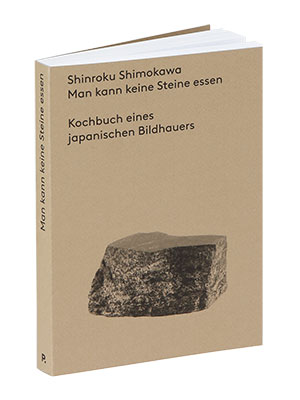 Shinroku Shimokawa
Man kann keine Steine essen
Kochbuch eines
japanischen Bildhauers
Man kann keine Steine essen
P.